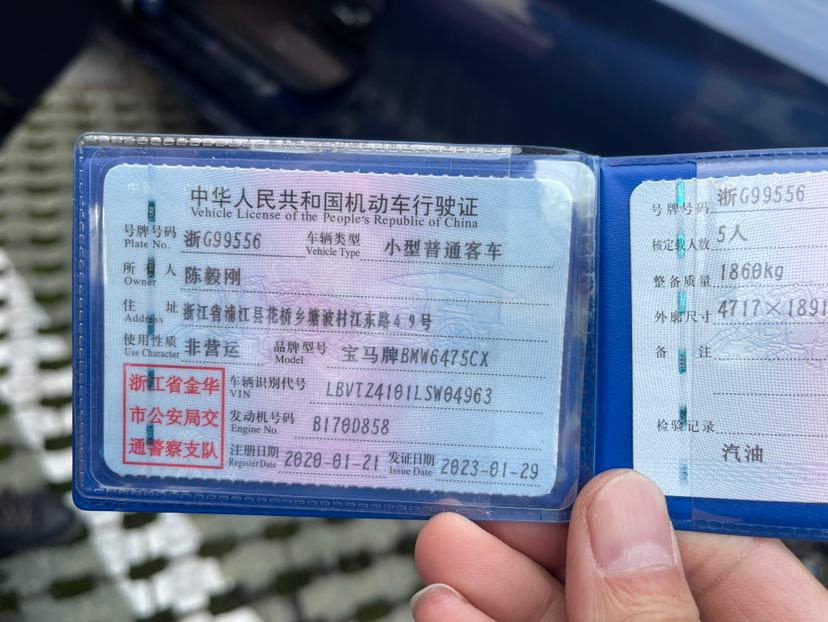 中华人民共和国机动车行驶证
Vehicle License of the People's Republic of China
号牌号码 浙G99556 车辆类型 小型普通客车
Plate No. Vehicle Type
所有人 陈毅刚
Owner
住址 浙江省浦江县花桥乡塘波村江东路49号
Address
使用性质 非营运 品牌型号 宝马牌BMW6475CX
Use Character Model
浙江省金华
市公安局交
通警察支队
车辆识别代号 LBVTZ4101LSW04963
VIN
发动机号码 B170D858
Engine No.
注册日期 2020-01-21 发证日期 2023-01-29
Register Date Issue Date
号牌号码 浙G99556
核定载人数 5人
整备质量 1860kg
外廓尺寸 4717×1891
备注
检验记录
汽油